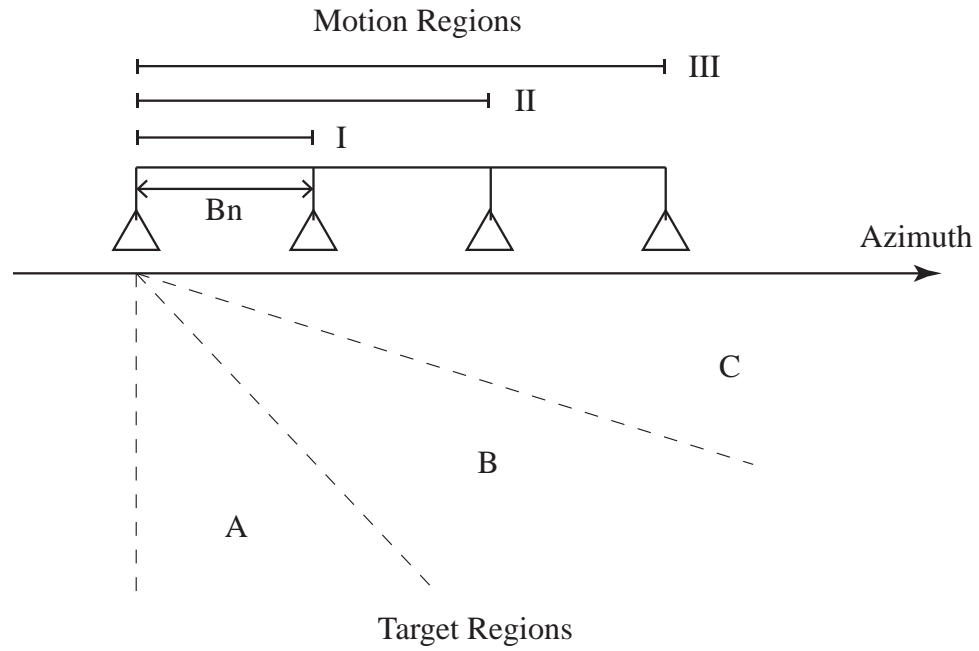 Motion Regions
III
II
I
Bn
Azimuth
C
B
A
Target Regions